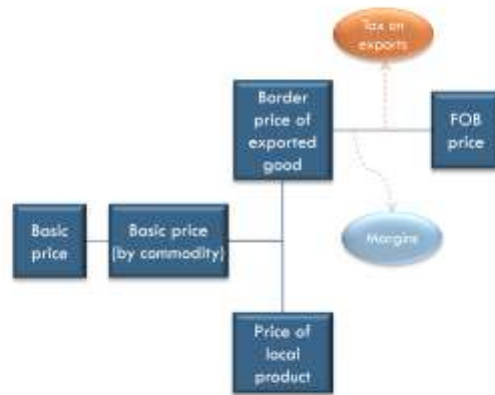 Tax on
exports
Border
price of
exported
good
FOB
price
Basic
price
Basic price
(by commodity)
Margins
Price of
local
product